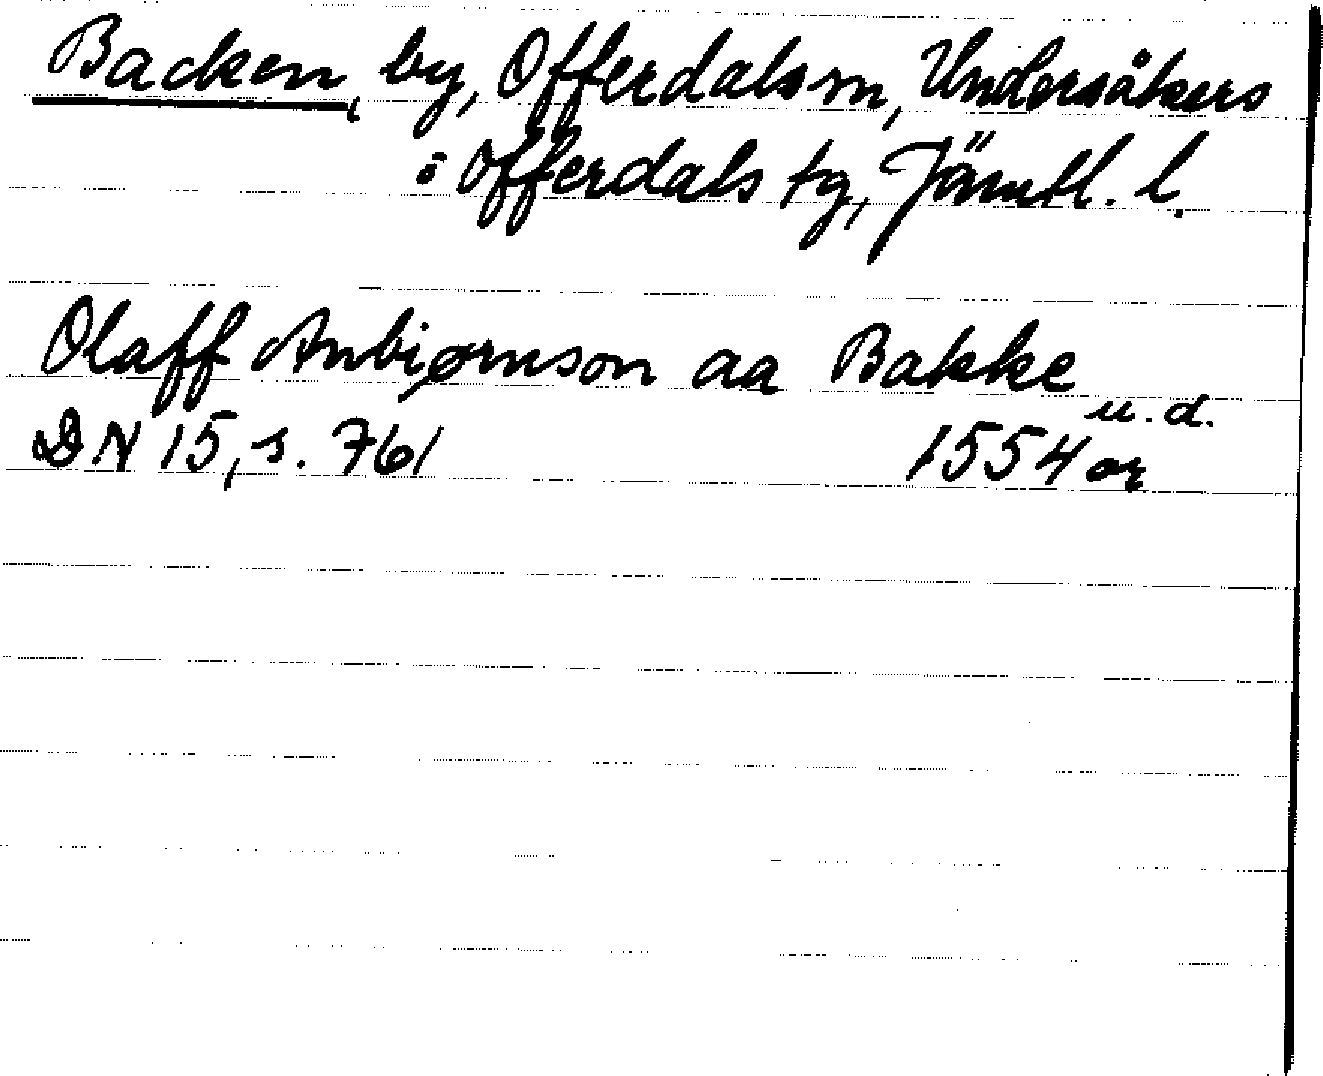 Backen, by, Offerdals sn, Undersåkers
o Offerdals tg, Jämtl. l.
Olaff Anbiørnson aa Bakke
u.d.
DN 15, s. 761 1554 or